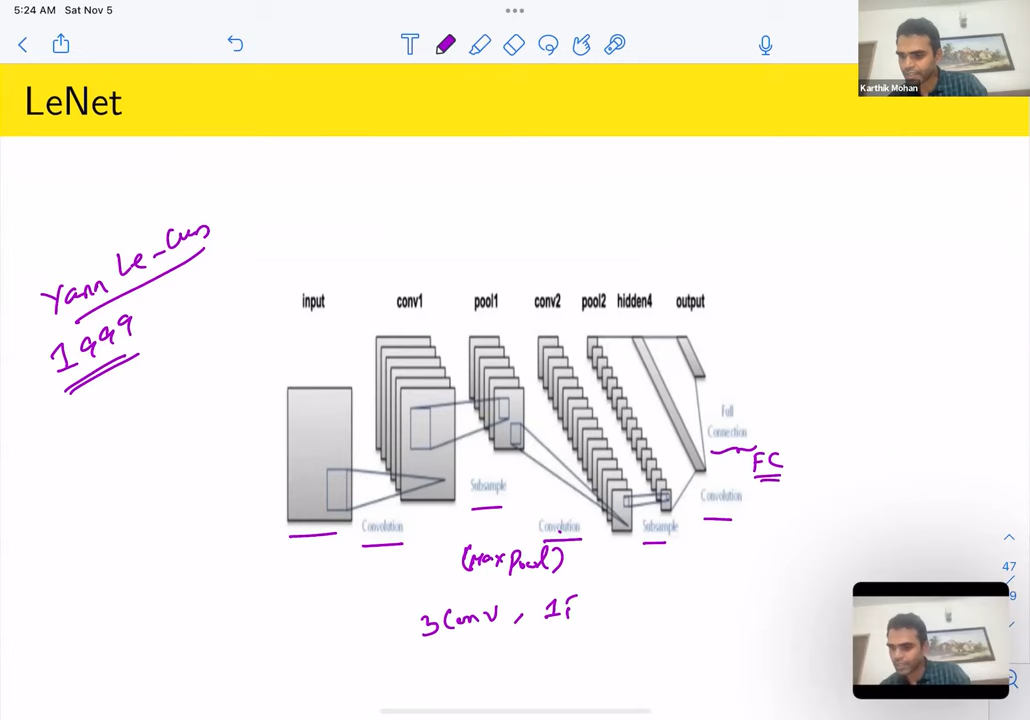 5:24 AM Sat Nov 5
Karthik Mohan
LeNet
Yann Le-Cun
1999
input conv1 pool1 conv2 pool2 hidden4 output
Full
Connection
FC
Subsample
Convolution
Convolution
Convolution
Subsample
(Max Pool)
3 Conv, 1
47
9